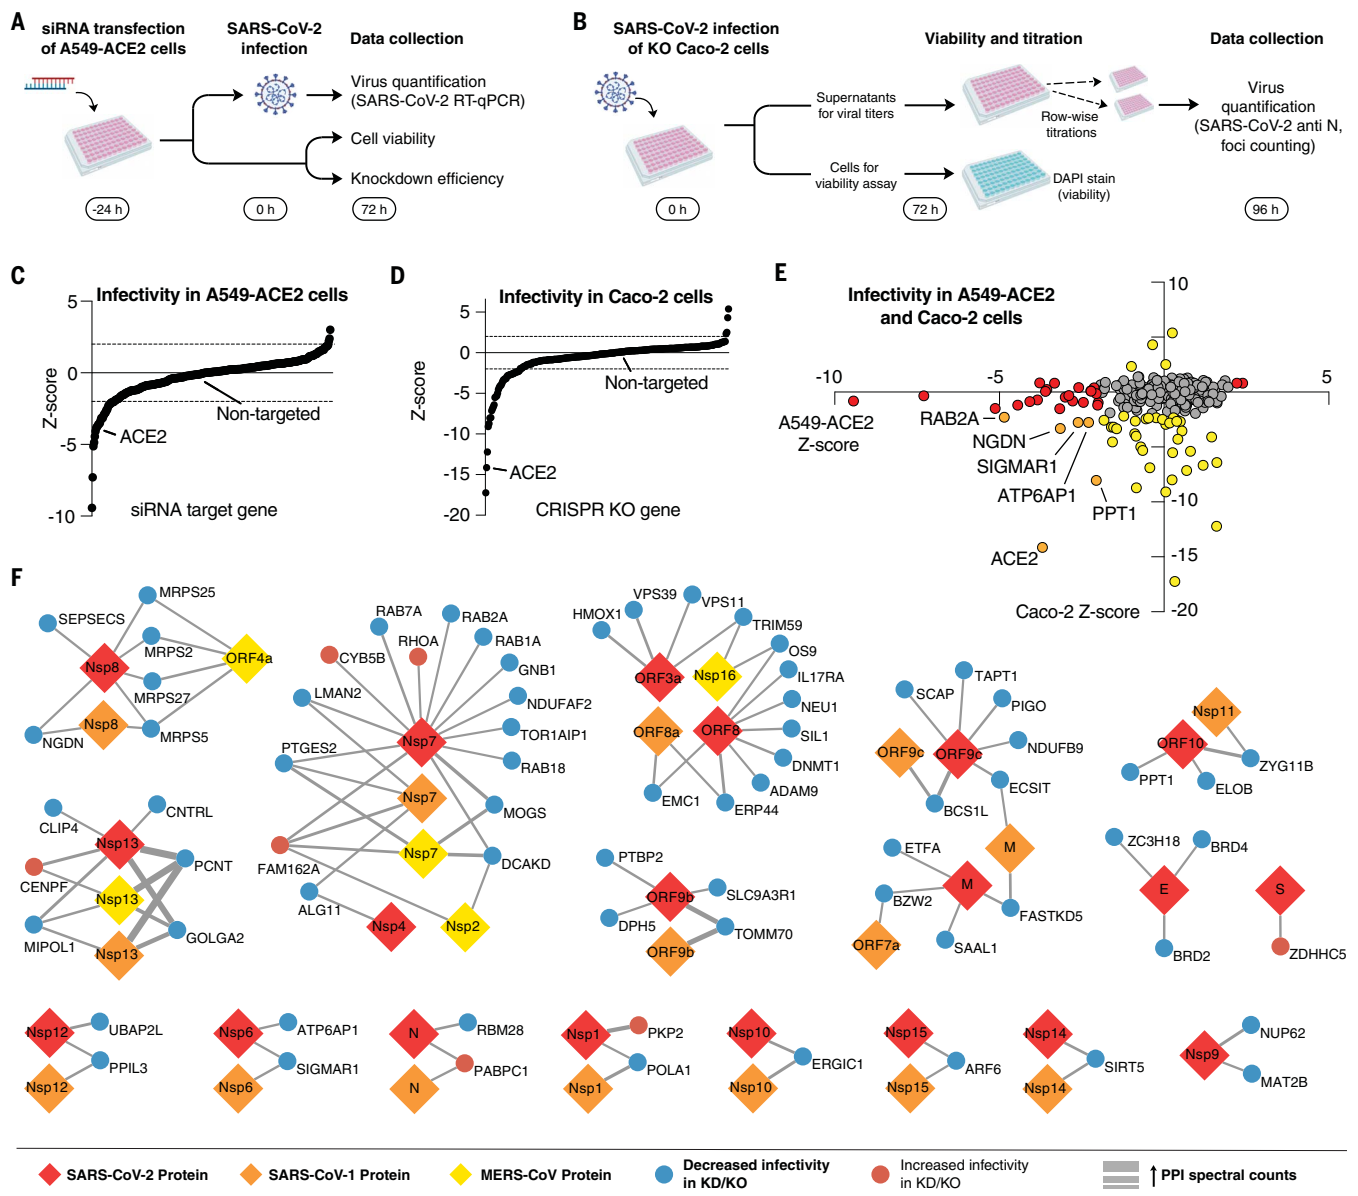 A
siRNA transfection
of A549-ACE2 cells
SARS-CoV-2
infection
Data collection
Virus quantification
(SARS-CoV-2 RT-qPCR)
Cell viability
Knockdown efficiency
-24 h
0 h
72 h
B
SARS-CoV-2 infection
of KO Caco-2 cells
Viability and titration
Data collection
Supernatants
for viral titers
Row-wise
titrations
Virus
quantification
(SARS-CoV-2 anti N,
foci counting)
Cells for
viability assay
DAPI stain
(viability)
0 h
72 h
96 h
C
Infectivity in A549-ACE2 cells
5
0
-5
-10
Z-score
Non-targeted
ACE2
siRNA target gene
D
Infectivity in Caco-2 cells
5
0
-5
-10
-15
-20
Z-score
Non-targeted
ACE2
CRISPR KO gene
E
Infectivity in A549-ACE2
and Caco-2 cells
10
-10
-5
5
A549-ACE2
Z-score
RAB2A
NGDN
SIGMAR1
ATP6AP1
PPT1
ACE2
-10
-15
-20
Caco-2 Z-score
F
MRPS25
SEPSECS
MRPS2
ORF4a
Nsp8
MRPS27
Nsp8
NGDN
MRPS5
RAB7A
RAB2A
RHOA
RAB1A
CYB5B
GNB1
LMAN2
NDUFAF2
TOR1AIP1
PTGES2
Nsp7
RAB18
Nsp7
MOGS
Nsp7
FAM162A
DCAKD
ALG11
Nsp4
Nsp2
VPS39
VPS11
HMOX1
TRIM59
OS9
ORF3a
Nsp16
IL17RA
NEU1
ORF8a
ORF8
SIL1
DNMT1
ADAM9
EMC1
ERP44
TAPT1
SCAP
PIGO
NDUFB9
ORF9c
ORF9c
ECSIT
BCS1L
Nsp11
ORF10
ZYG11B
PPT1
ELOB
CLIP4
CNTRL
Nsp13
PCNT
CENPF
Nsp13
MIPOL1
GOLGA2
Nsp13
PTBP2
SLC9A3R1
ORF9b
DPH5
TOMM70
ORF9b
ETFA
M
M
BZW2
FASTKD5
ORF7a
SAAL1
ZC3H18
BRD4
E
BRD2
S
ZDHHC5
Nsp12
UBAP2L
PPIL3
Nsp12
Nsp6
ATP6AP1
SIGMAR1
Nsp6
N
RBM28
PABPC1
N
Nsp1
PKP2
POLA1
Nsp1
Nsp10
ERGIC1
Nsp10
Nsp15
ARF6
Nsp15
Nsp14
SIRT5
Nsp14
Nsp9
NUP62
MAT2B
SARS-CoV-2 Protein
SARS-CoV-1 Protein
MERS-CoV Protein
Decreased infectivity
in KD/KO
Increased infectivity
in KD/KO
PPI spectral counts